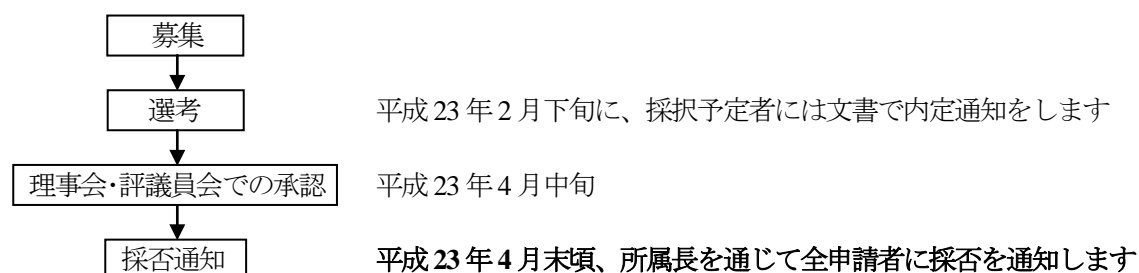 募集
選考 平成23年2月下旬に、採択予定者には文書で内定通知をします
理事会・評議員会での承認 平成23年4月中旬
採否通知 平成23年4月末頃、所属長を通じて全申請者に採否を通知します